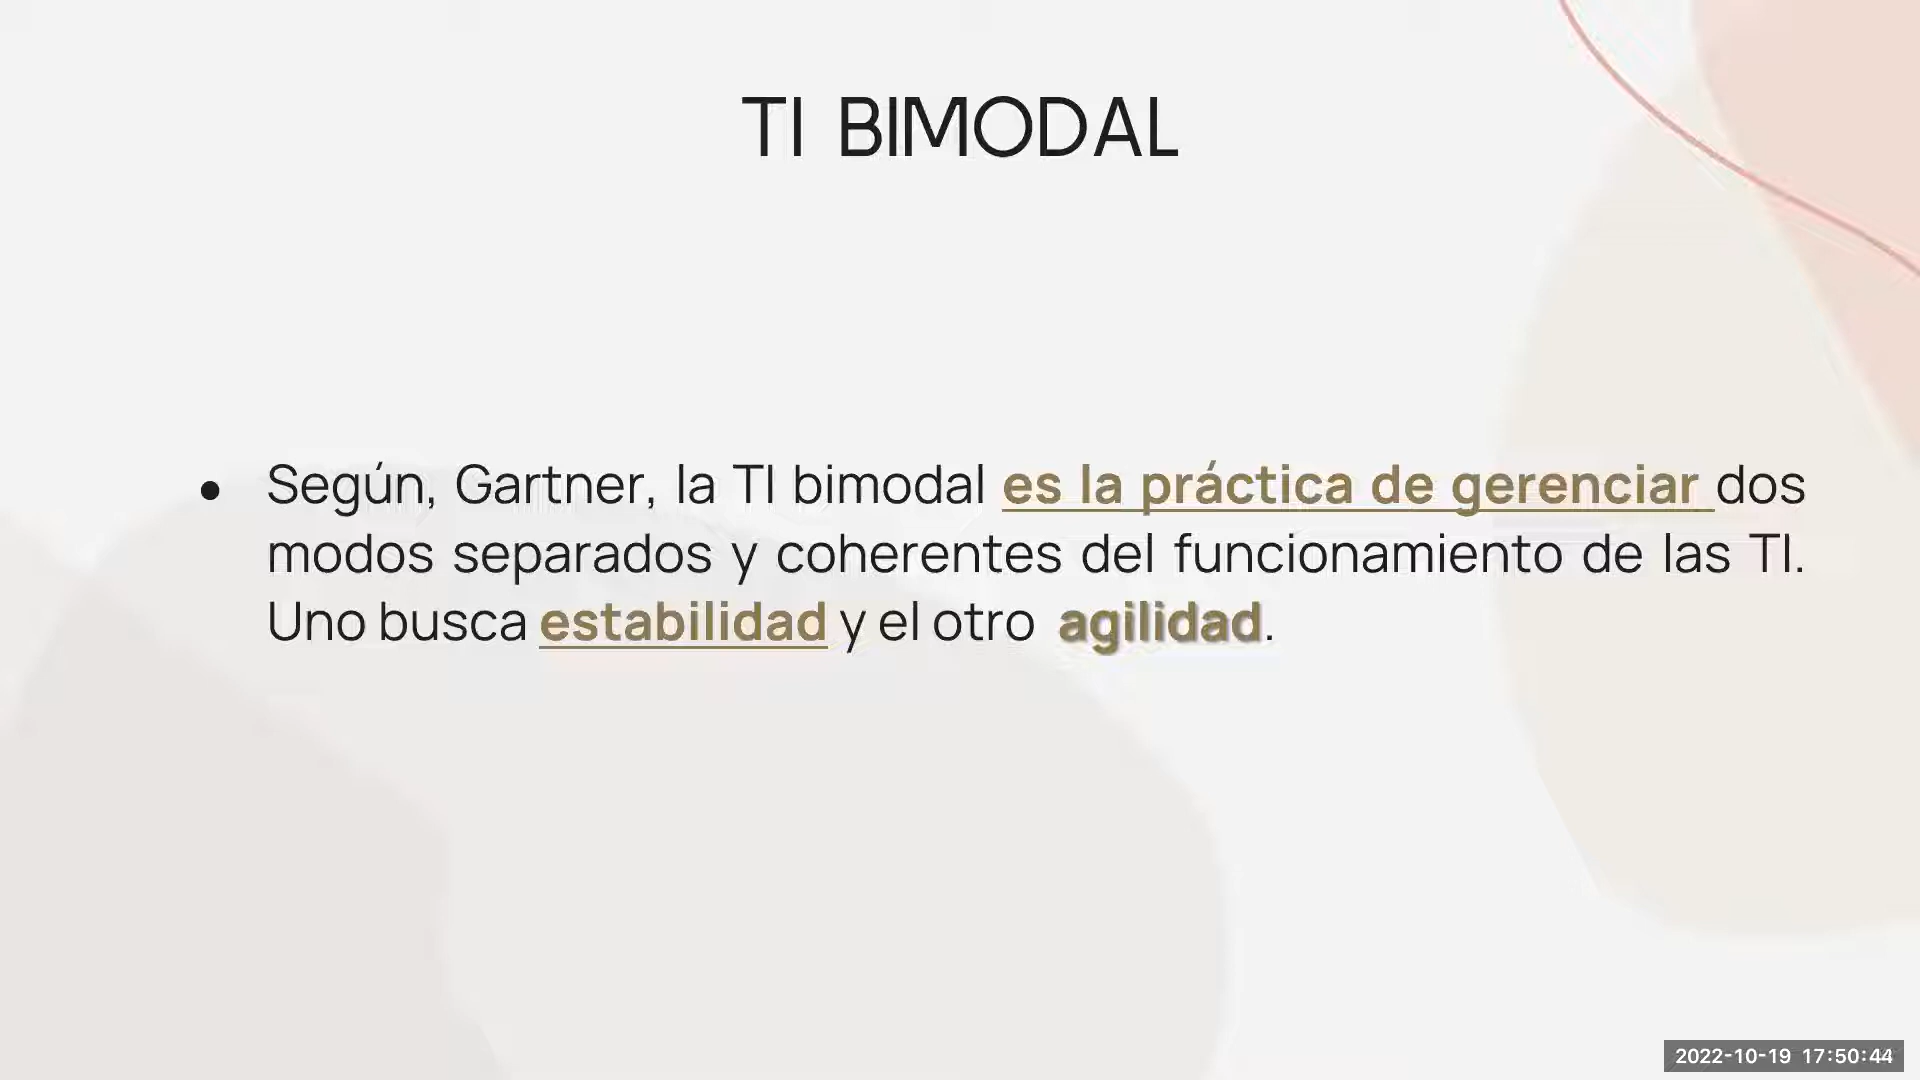 TI BIMODAL
• Según, Gartner, la TI bimodal es la práctica de gerenciar dos
modos separados y coherentes del funcionamiento de las TI.
Uno busca estabilidad y el otro agilidad.
2022-10-19 17:50:44